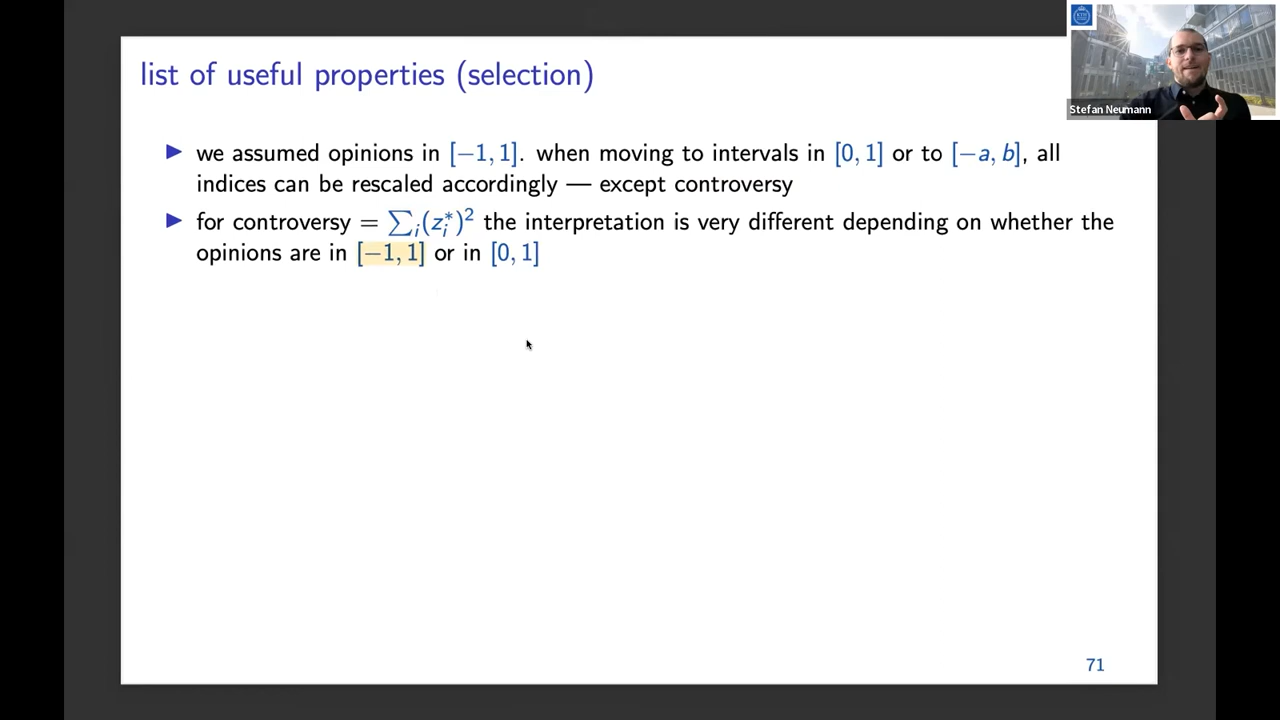 list of useful properties (selection)
Stefan Neumann
▶ we assumed opinions in [−1, 1]. when moving to intervals in [0, 1] or to [−a, b], all
indices can be rescaled accordingly — except controversy
▶ for controversy = ∑ᵢ(zᵢ*)² the interpretation is very different depending on whether the
opinions are in [−1, 1] or in [0, 1]
71